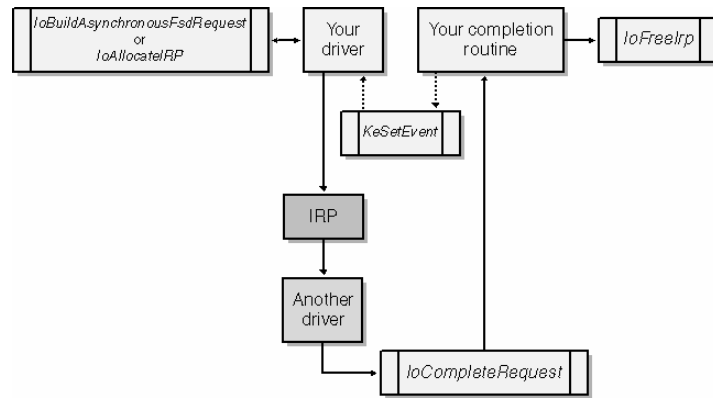 IoBuildAsynchronousFsdRequest
or
IoAllocateIRP
Your
driver
Your completion
routine
IoFreeIrp
KeSetEvent
IRP
Another
driver
IoCompleteRequest